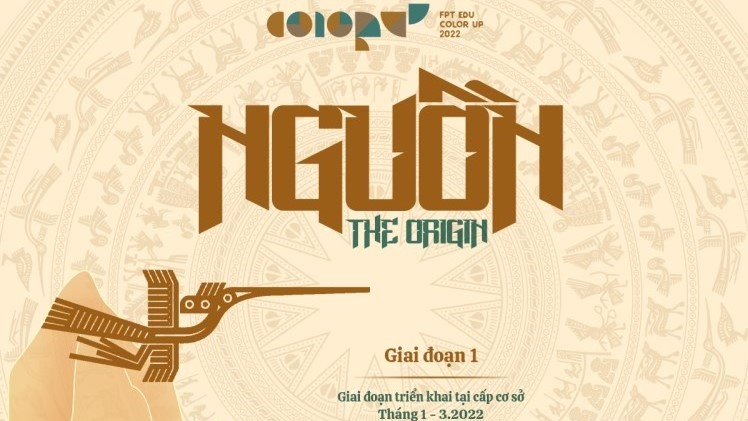 COLOR UP
FPT EDU
COLOR UP
2022
NGUỒN
THE ORIGIN
Giai đoạn 1
Giai đoạn triển khai tại cấp cơ sở
Tháng 1 - 3.2022